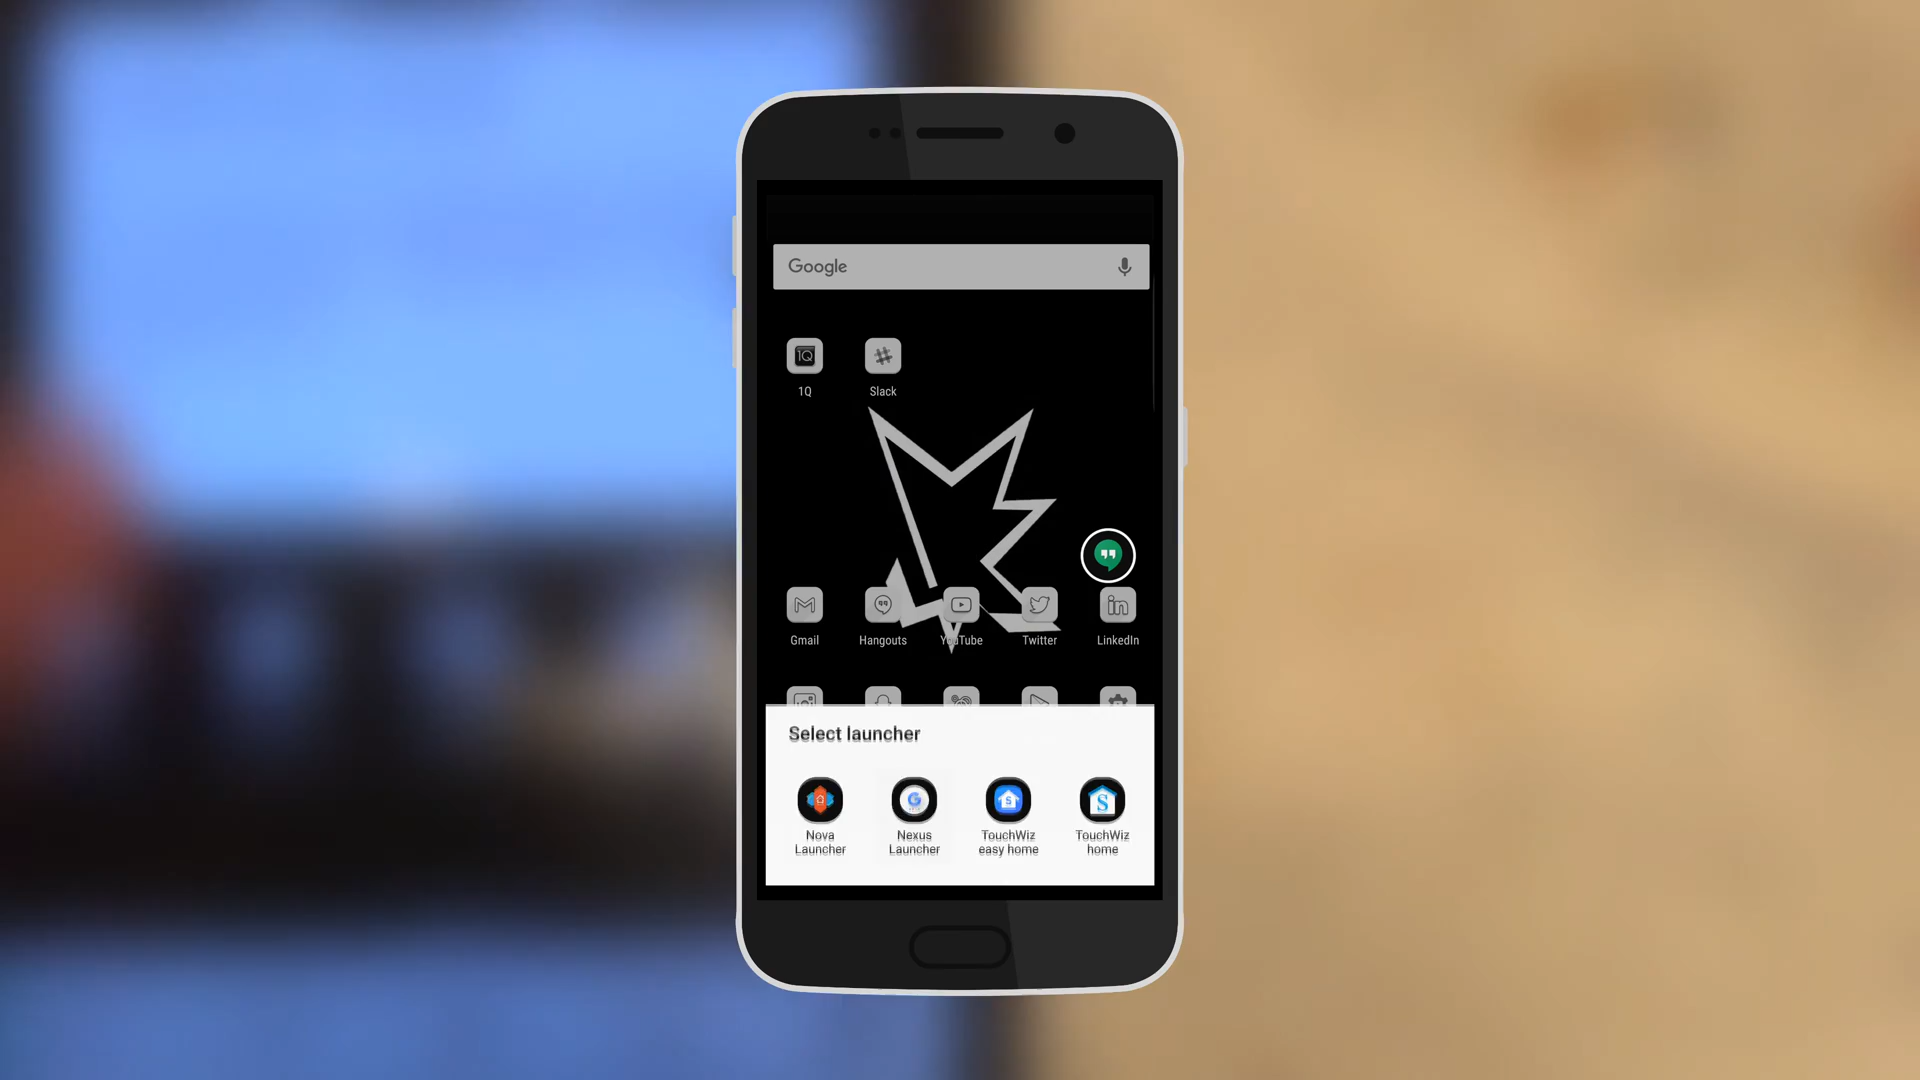 Google
1Q Slack
Gmail Hangouts YouTube Twitter LinkedIn
Select launcher
Nova Launcher
Nexus Launcher
TouchWiz easy home
TouchWiz home